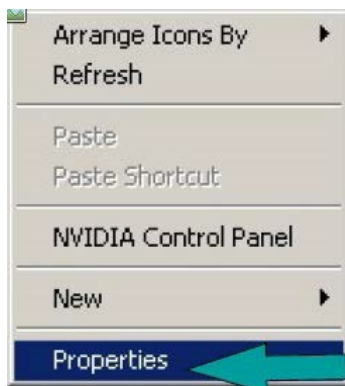 Arrange Icons By
Refresh
Paste
Paste Shortcut
NVIDIA Control Panel
New
Properties